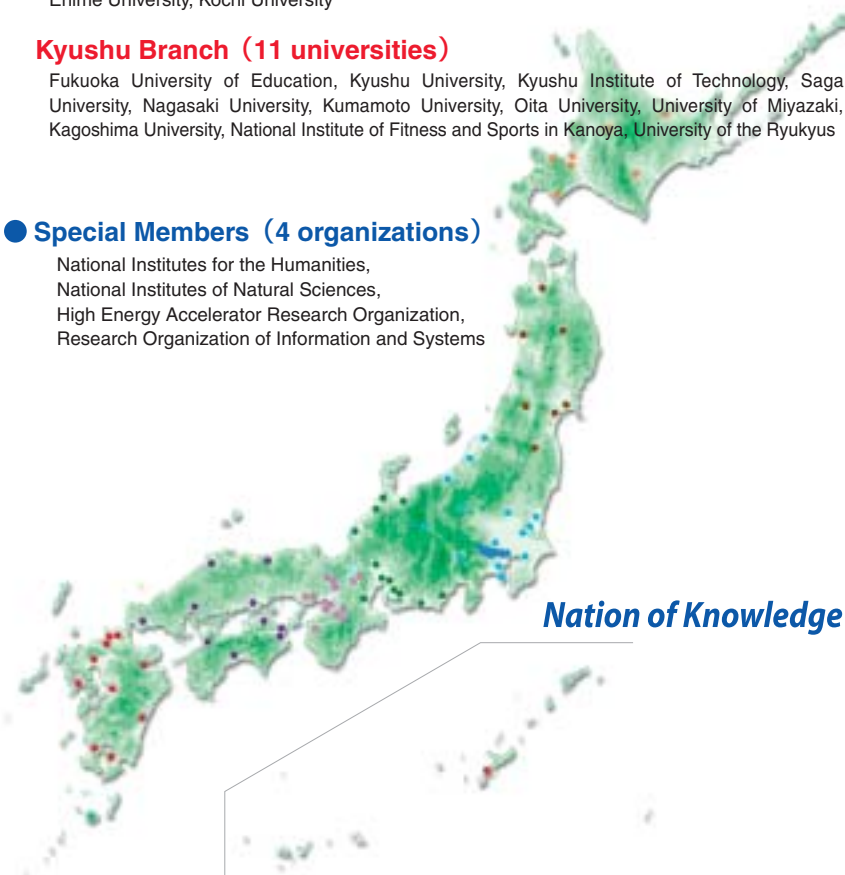 Ehime University, Kochi University
Kyushu Branch（11 universities）
Fukuoka University of Education, Kyushu University, Kyushu Institute of Technology, Saga
University, Nagasaki University, Kumamoto University, Oita University, University of Miyazaki,
Kagoshima University, National Institute of Fitness and Sports in Kanoya, University of the Ryukyus
Special Members（4 organizations）
National Institutes for the Humanities,
National Institutes of Natural Sciences,
High Energy Accelerator Research Organization,
Research Organization of Information and Systems
Nation of Knowledge